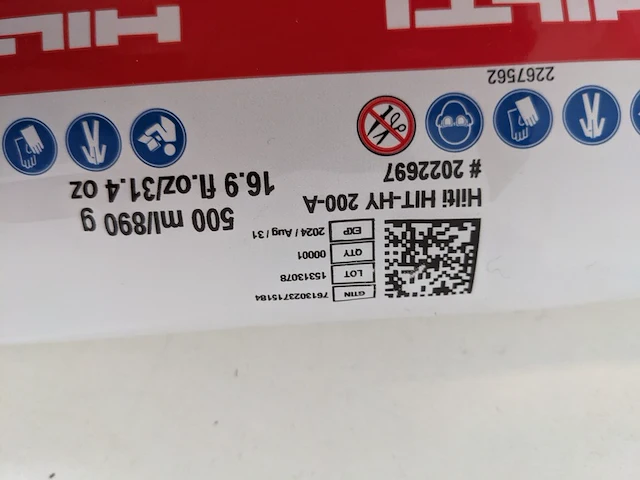 Hilti HIT-HY 200-A
# 2022697
GTIN 7613023715184
LOT 15313078
QTY 00001
EXP 2024 / Aug / 31
500 ml/890 g
16.9 fl.oz/31.4 oz
2267562
HILTI
HILTI